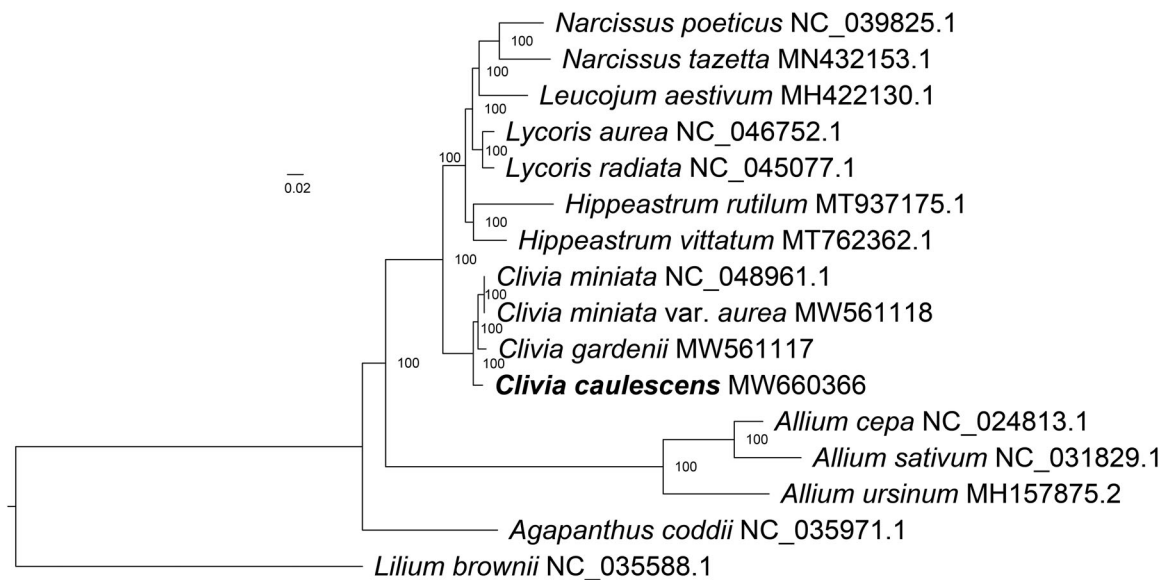 Narcissus poeticus NC_039825.1
100
Narcissus tazetta MN432153.1
100
Leucojum aestivum MH422130.1
100
Lycoris aurea NC_046752.1
100
100
Lycoris radiata NC_045077.1
0.02
Hippeastrum rutilum MT937175.1
100
Hippeastrum vittatum MT762362.1
100
Clivia miniata NC_048961.1
100
Clivia miniata var. aurea MW561118
100
Clivia gardenii MW561117
100
100
Clivia caulescens MW660366
Allium cepa NC_024813.1
100
Allium sativum NC_031829.1
100
Allium ursinum MH157875.2
Agapanthus coddii NC_035971.1
Lilium brownii NC_035588.1